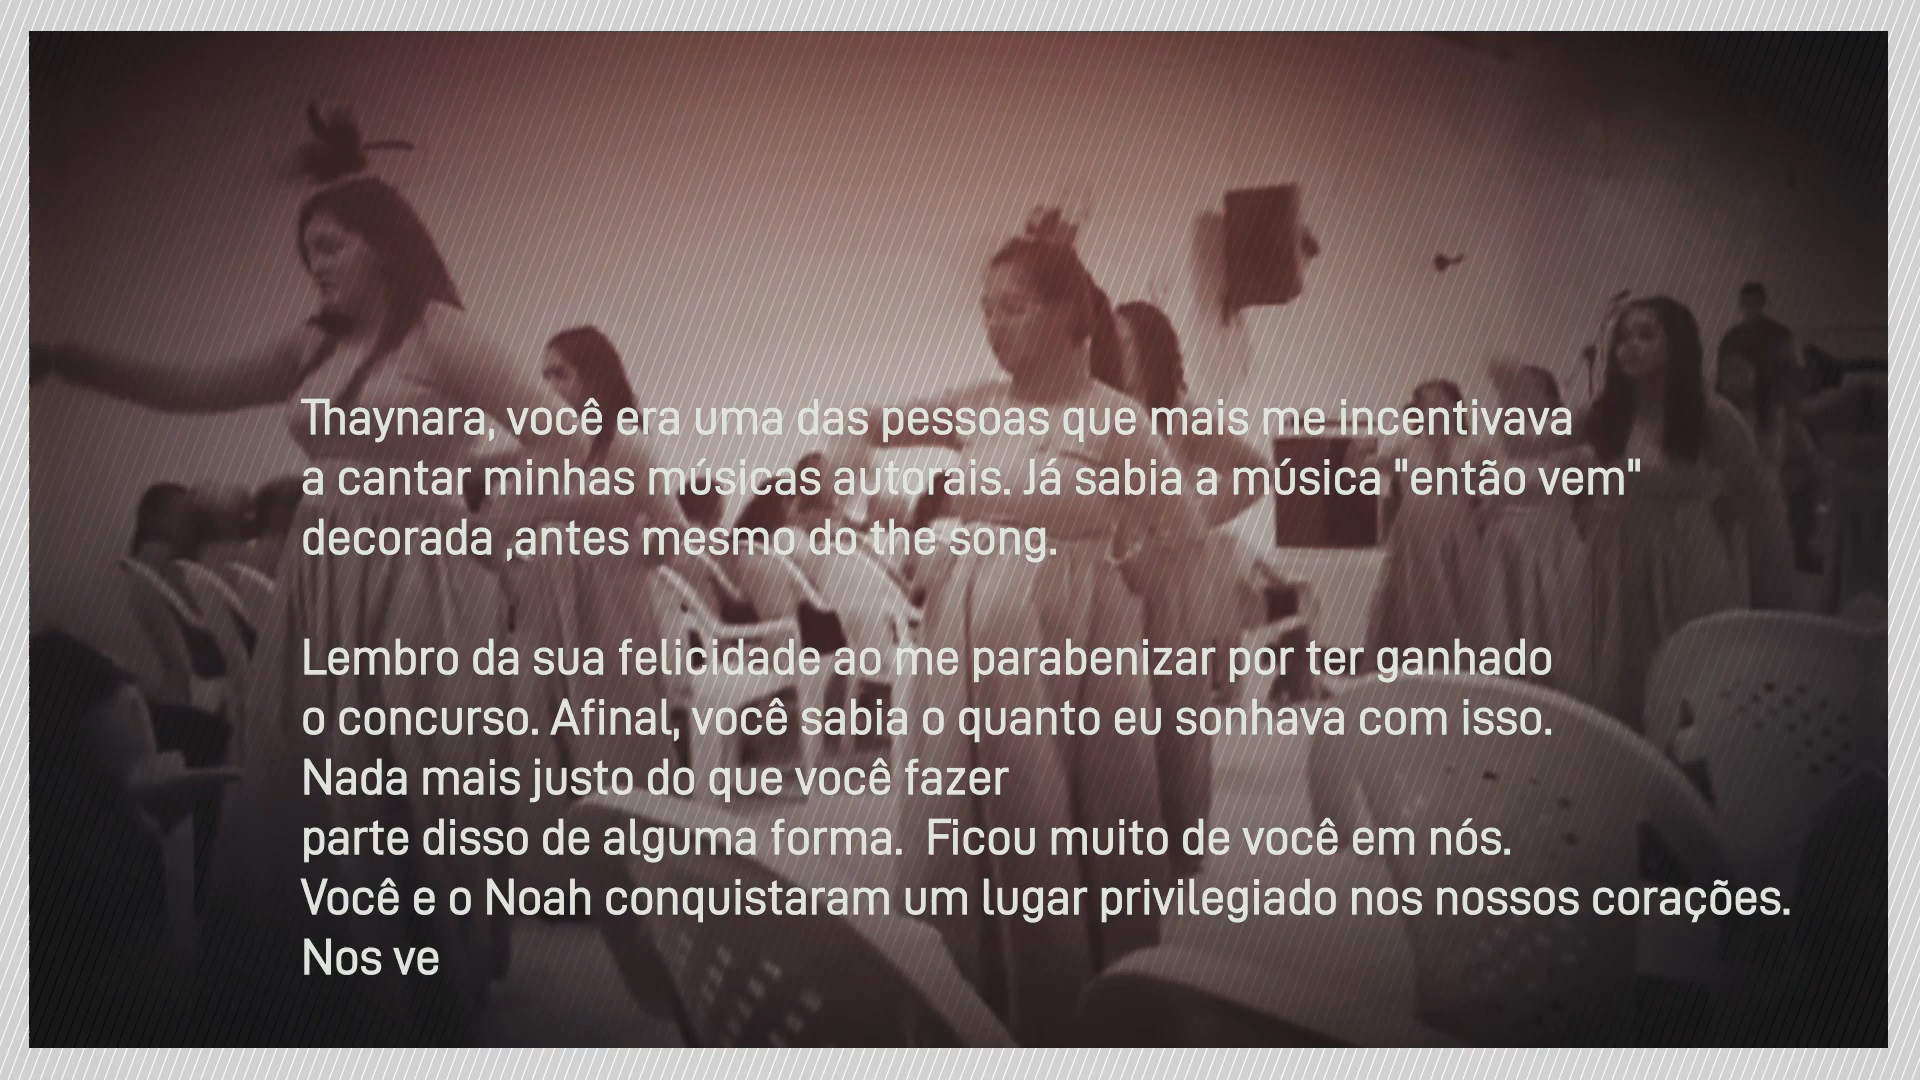 Thaynara, você era uma das pessoas que mais me incentivava
a cantar minhas músicas autorais. Já sabia a música "então vem"
decorada ,antes mesmo do the song.
Lembro da sua felicidade ao me parabenizar por ter ganhado
o concurso. Afinal, você sabia o quanto eu sonhava com isso.
Nada mais justo do que você fazer
parte disso de alguma forma.  Ficou muito de você em nós.
Você e o Noah conquistaram um lugar privilegiado nos nossos corações.
Nos ve